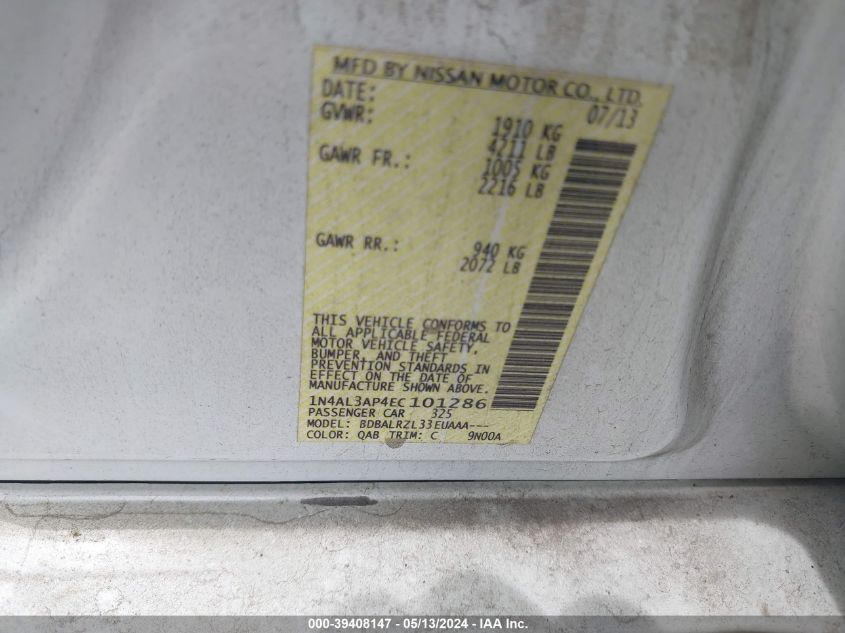 MFD BY NISSAN MOTOR CO., LTD.
DATE: 07/13
GVWR: 1910 KG
4211 LB
GAWR FR.: 1005 KG
2216 LB
GAWR RR.: 940 KG
2072 LB
THIS VEHICLE CONFORMS TO
ALL APPLICABLE FEDERAL
MOTOR VEHICLE SAFETY,
BUMPER, AND THEFT
PREVENTION STANDARDS IN
EFFECT ON THE DATE OF
MANUFACTURE SHOWN ABOVE.
1N4AL3AP4EC101286
PASSENGER CAR 325
MODEL: BDBALRZL33EUAAA---
COLOR: QAB TRIM: C 9N00A
000-39408147 - 05/13/2024 - IAA Inc.